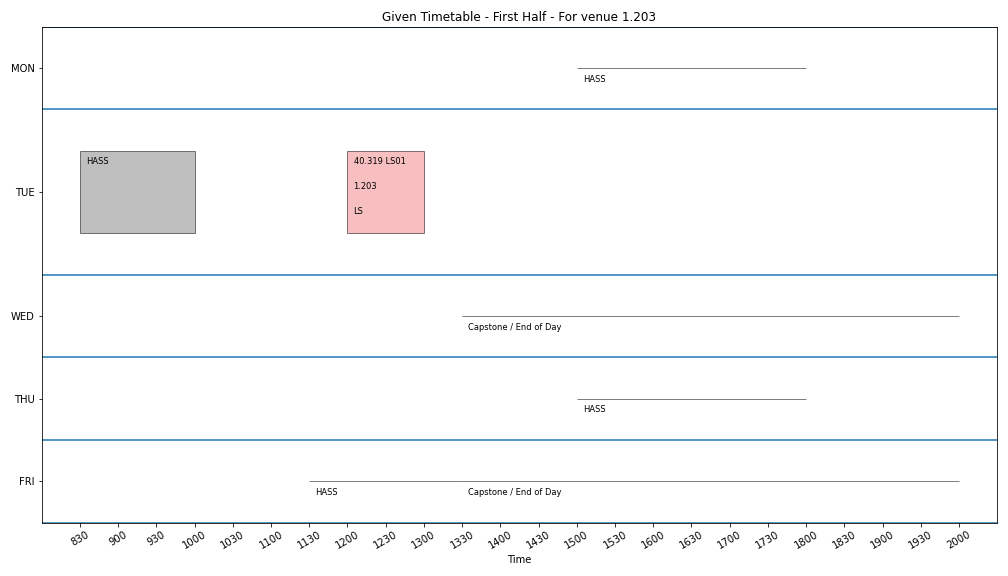 Given Timetable - First Half - For venue 1.203
MON
HASS
TUE
HASS
40.319 LS01
1.203
LS
WED
Capstone / End of Day
THU
HASS
FRI
HASS
Capstone / End of Day
830 900 930 1000 1030 1100 1130 1200 1230 1300 1330 1400 1430 1500 1530 1600 1630 1700 1730 1800 1830 1900 1930 2000
Time